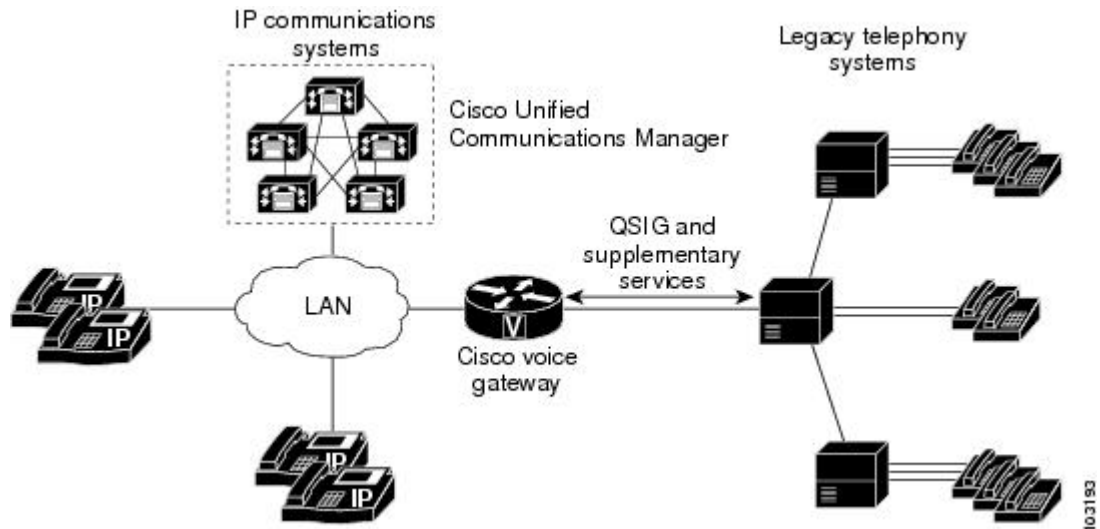 IP communications
systems
Legacy telephony
systems
Cisco Unified
Communications Manager
QSIG and
supplementary
services
IP
IP
LAN
V
Cisco voice
gateway
IP
IP
103193